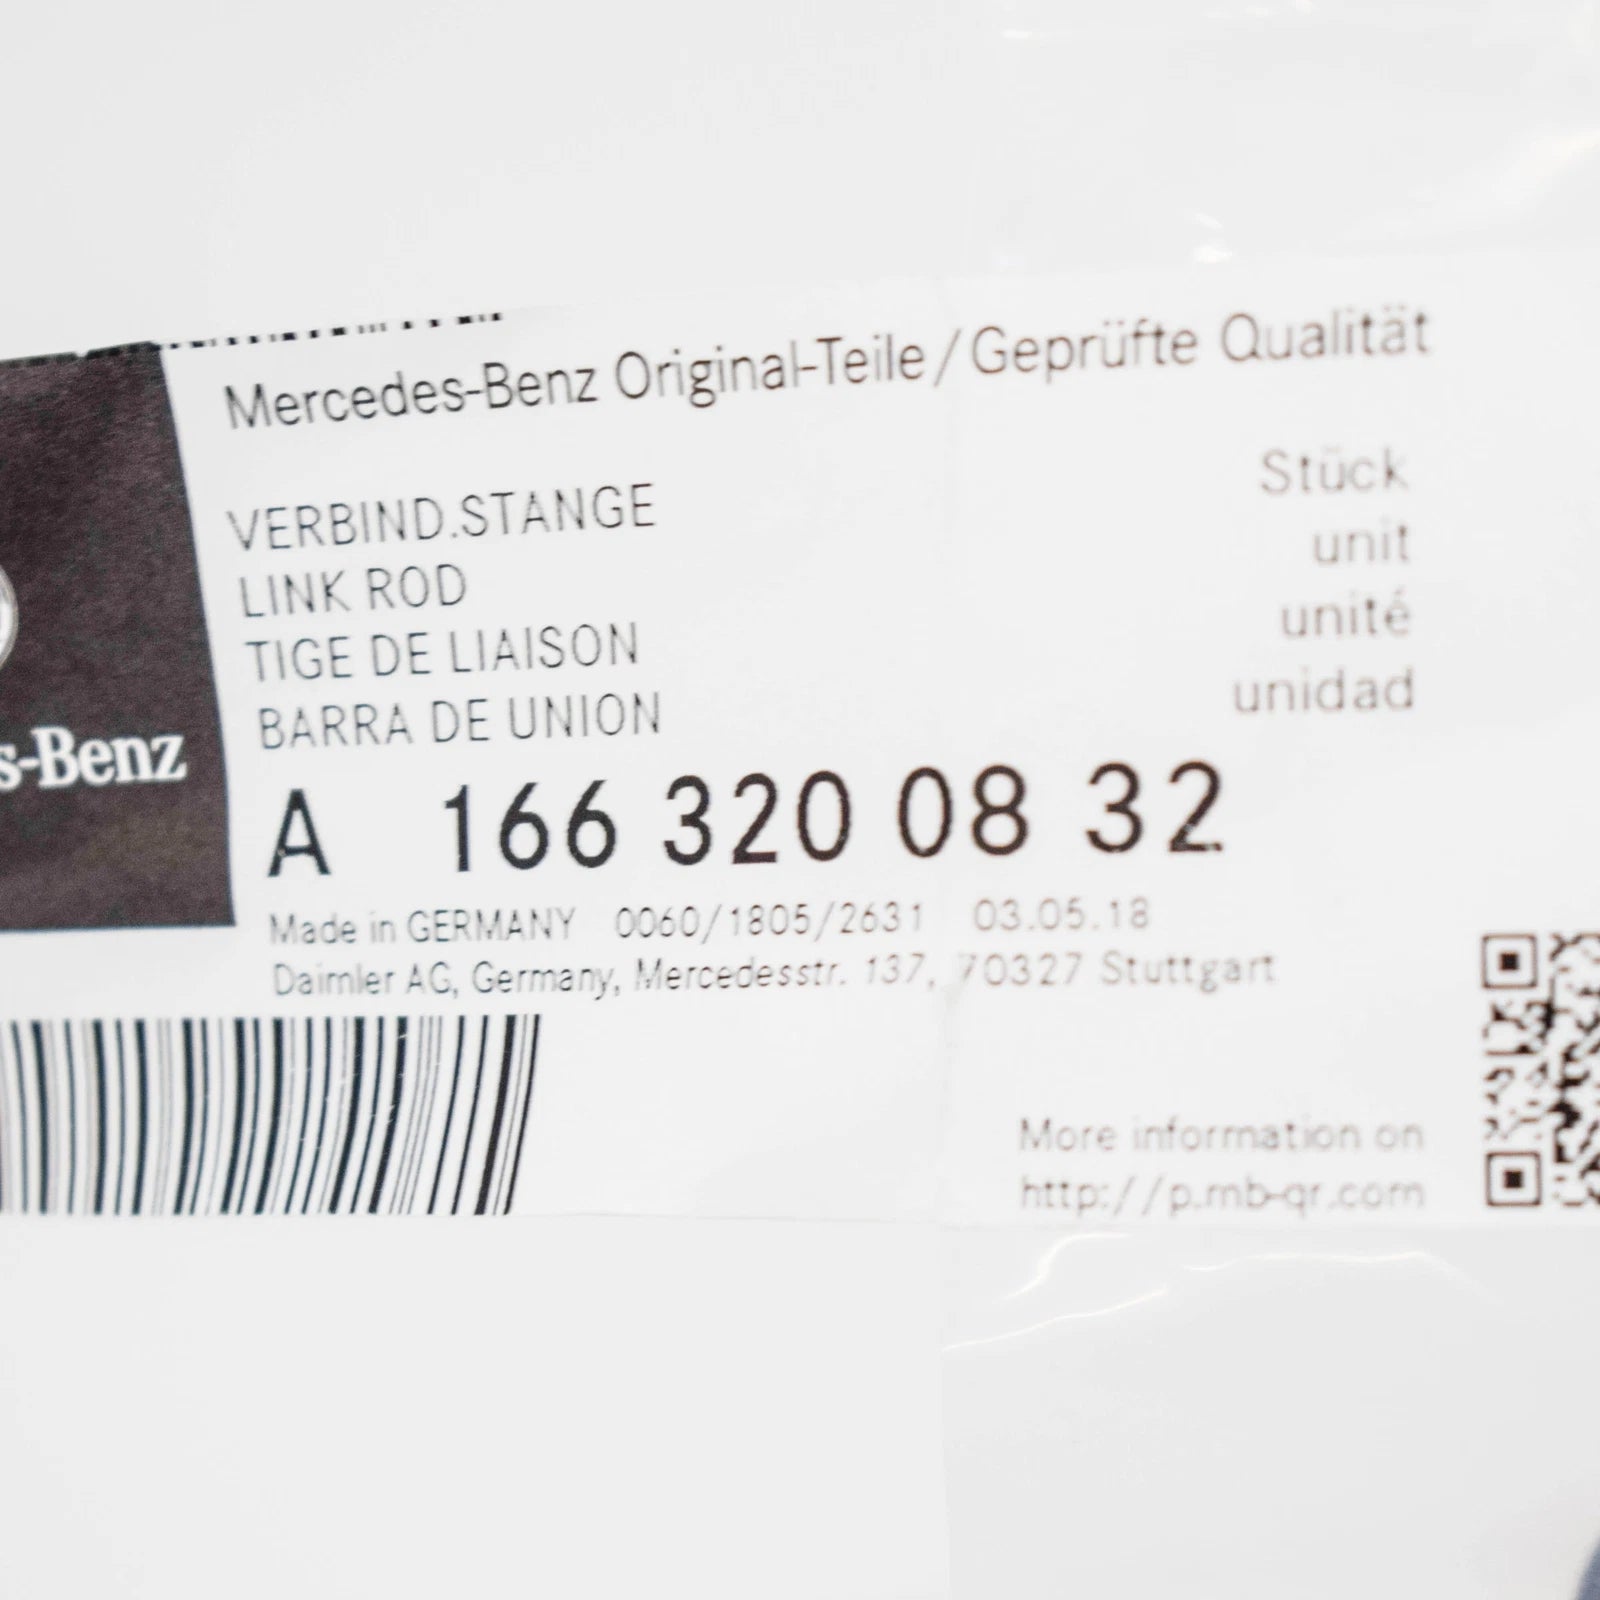 Mercedes-Benz Original-Teile/Geprüfte Qualität
VERBIND.STANGE
LINK ROD
TIGE DE LIAISON
BARRA DE UNION
Stück
unit
unité
unidad
s-Benz
A 166 320 08 32
Made in GERMANY 0060/1805/2631 03.05.18
Daimler AG, Germany, Mercedesstr. 137, 70327 Stuttgart
More information on
http://p.mb-qr.com